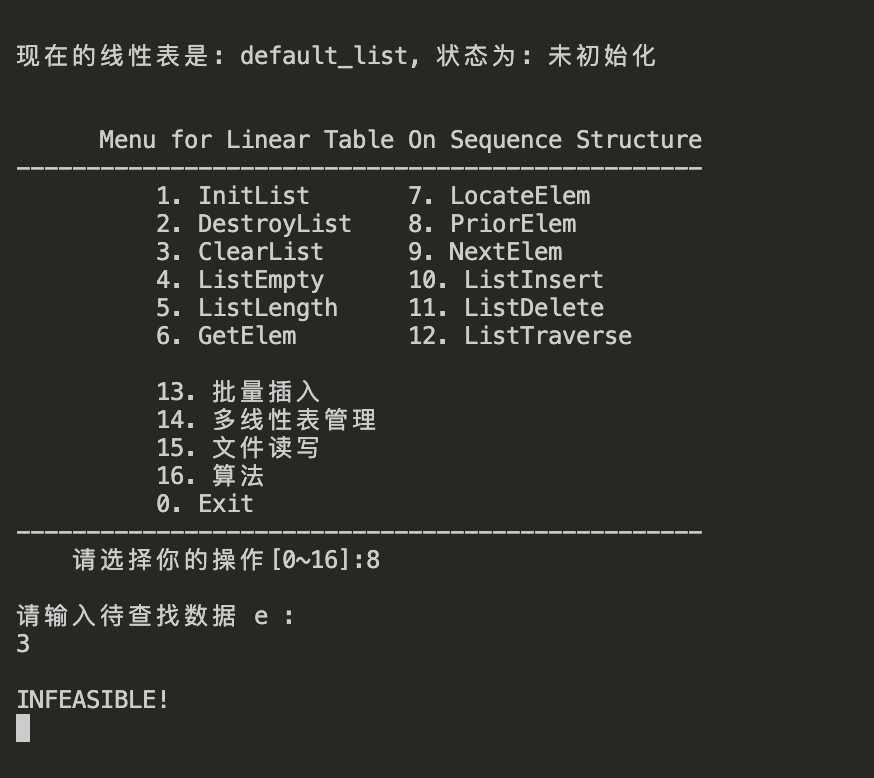 现在的线性表是: default_list, 状态为: 未初始化
Menu for Linear Table On Sequence Structure
-------------------------------------------------
1. InitList 7. LocateElem
2. DestroyList 8. PriorElem
3. ClearList 9. NextElem
4. ListEmpty 10. ListInsert
5. ListLength 11. ListDelete
6. GetElem 12. ListTraverse
13. 批量插入
14. 多线性表管理
15. 文件读写
16. 算法
0. Exit
-------------------------------------------------
请选择你的操作[0~16]:8
请输入待查找数据 e :
3
INFEASIBLE!